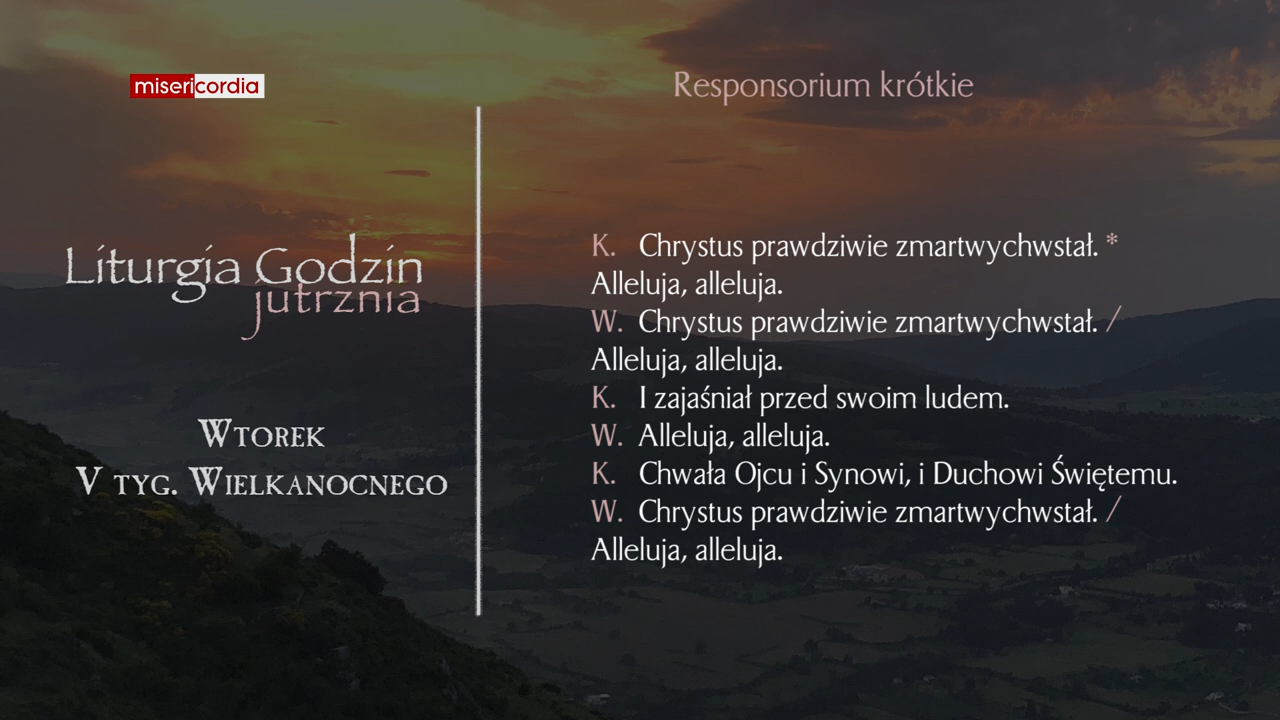 misericordia
Liturgia Godzin
jutrznia
Wtorek
V tyg. Wielkanocnego
Responsorium krótkie
K. Chrystus prawdziwie zmartwychwstał. *
Alleluja, alleluja.
W. Chrystus prawdziwie zmartwychwstał. /
Alleluja, alleluja.
K. I zajaśniał przed swoim ludem.
W. Alleluja, alleluja.
K. Chwała Ojcu i Synowi, i Duchowi Świętemu.
W. Chrystus prawdziwie zmartwychwstał. /
Alleluja, alleluja.